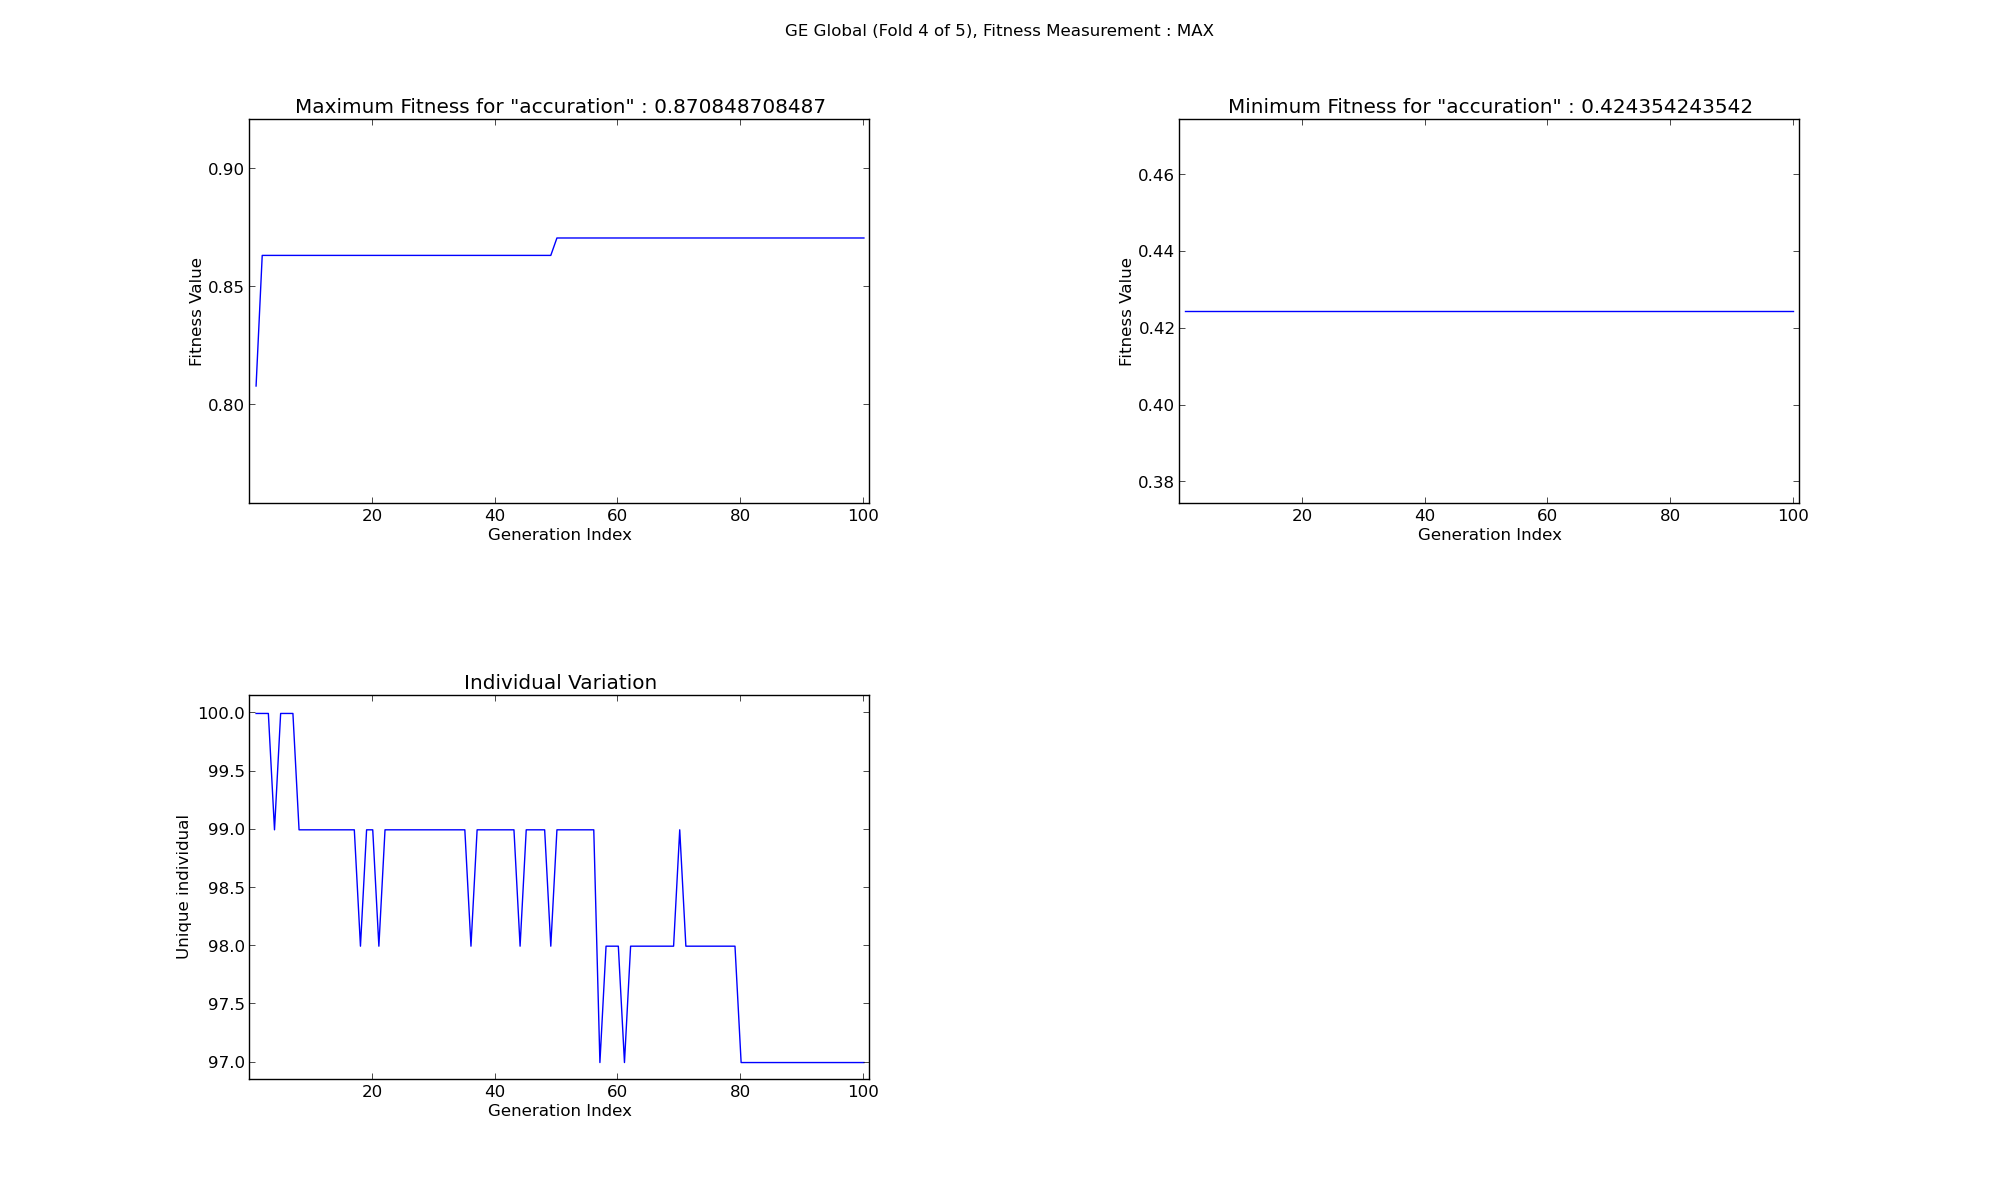 GE Global (Fold 4 of 5), Fitness Measurement : MAX
Maximum Fitness for "accuration" : 0.870848708487
0.90
0.85
0.80
Fitness Value
20 40 60 80 100
Generation Index
Minimum Fitness for "accuration" : 0.424354243542
0.46
0.44
0.42
0.40
0.38
Fitness Value
20 40 60 80 100
Generation Index
Individual Variation
100.0
99.5
99.0
98.5
98.0
97.5
97.0
Unique individual
20 40 60 80 100
Generation Index